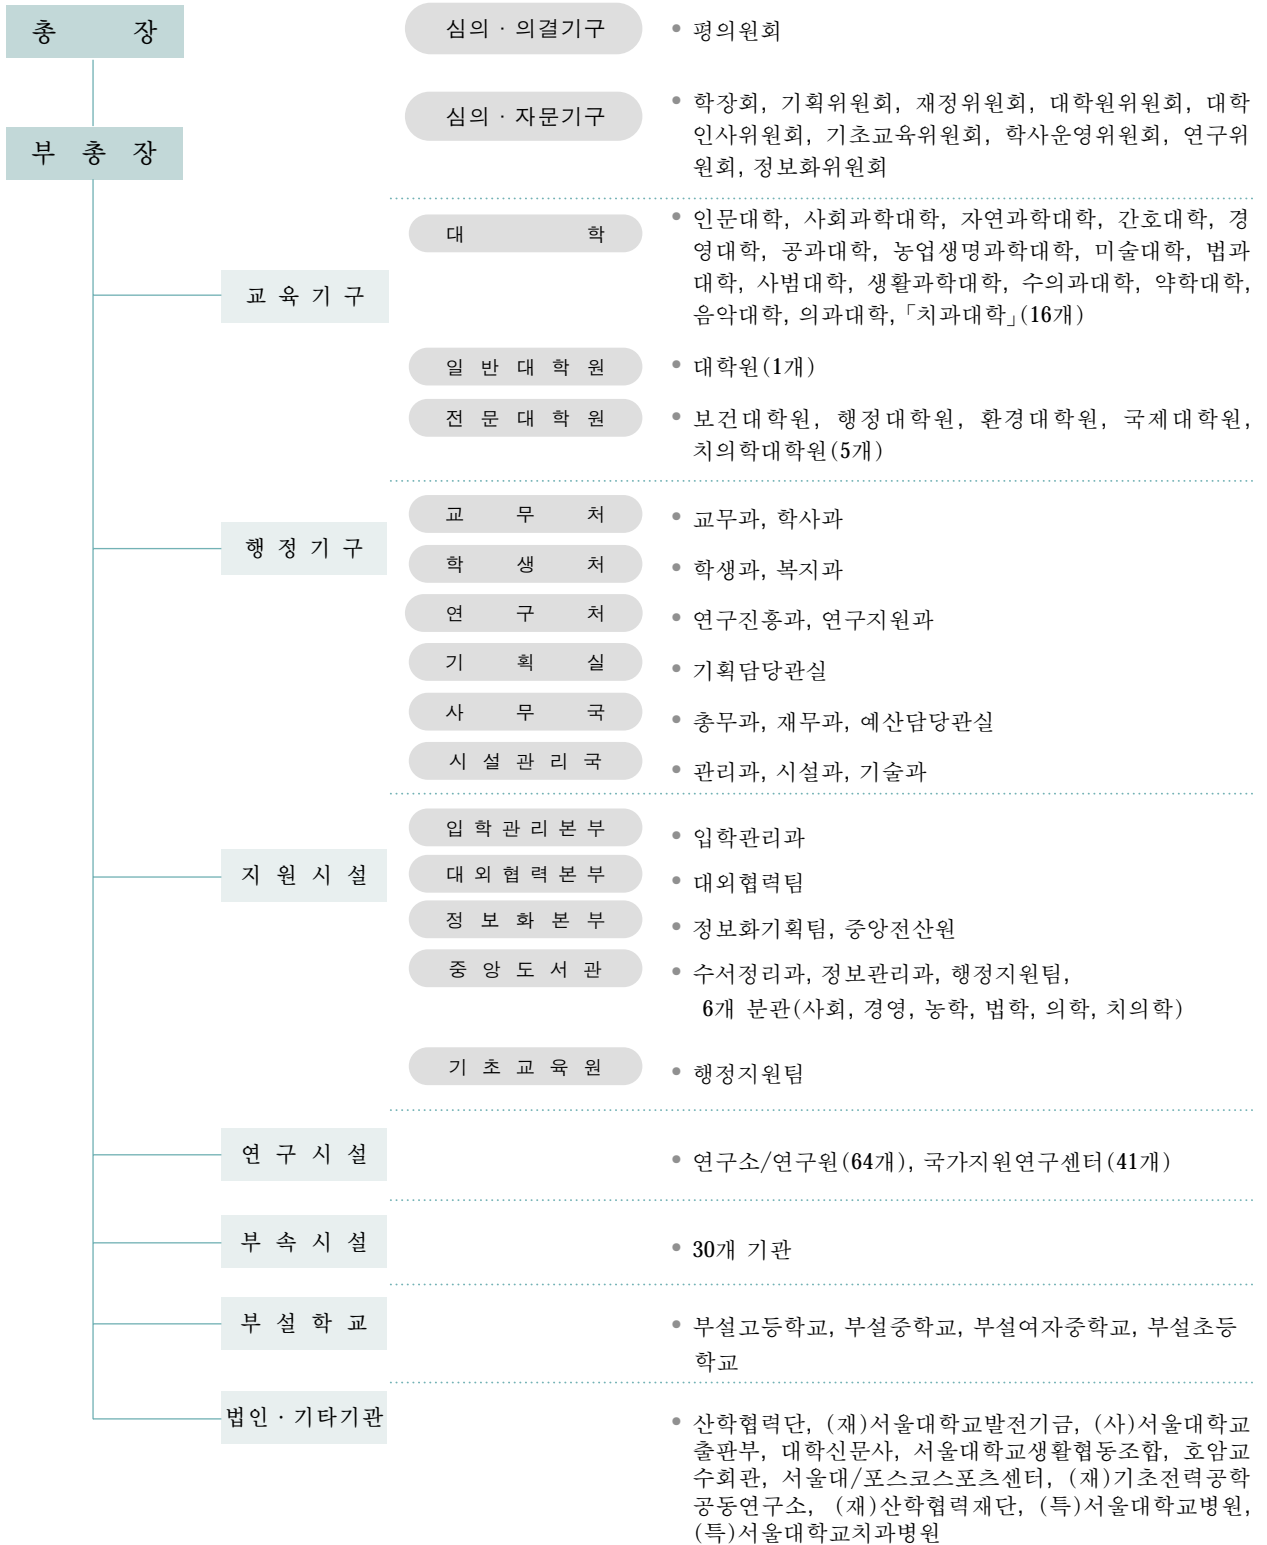 총 장
심의 · 의결기구
• 평의원회
부 총 장
심의 · 자문기구
• 학장회, 기획위원회, 재정위원회, 대학원위원회, 대학
인사위원회, 기초교육위원회, 학사운영위원회, 연구위
원회, 정보화위원회
교 육 기 구
대 학
• 인문대학, 사회과학대학, 자연과학대학, 간호대학, 경
영대학, 공과대학, 농업생명과학대학, 미술대학, 법과
대학, 사범대학, 생활과학대학, 수의과대학, 약학대학,
음악대학, 의과대학, 「치과대학」(16개)
일 반 대 학 원
• 대학원(1개)
전 문 대 학 원
• 보건대학원, 행정대학원, 환경대학원, 국제대학원,
치의학대학원(5개)
행 정 기 구
교 무 처
• 교무과, 학사과
학 생 처
• 학생과, 복지과
연 구 처
• 연구진흥과, 연구지원과
기 획 실
• 기획담당관실
사 무 국
• 총무과, 재무과, 예산담당관실
시 설 관 리 국
• 관리과, 시설과, 기술과
지 원 시 설
입 학 관 리 본 부
• 입학관리과
대 외 협 력 본 부
• 대외협력팀
정 보 화 본 부
• 정보화기획팀, 중앙전산원
중 앙 도 서 관
• 수서정리과, 정보관리과, 행정지원팀,
6개 분관(사회, 경영, 농학, 법학, 의학, 치의학)
기 초 교 육 원
• 행정지원팀
연 구 시 설
• 연구소/연구원(64개), 국가지원연구센터(41개)
부 속 시 설
• 30개 기관
부 설 학 교
• 부설고등학교, 부설중학교, 부설여자중학교, 부설초등
학교
법인 · 기타기관
• 산학협력단, (재)서울대학교발전기금, (사)서울대학교
출판부, 대학신문사, 서울대학교생활협동조합, 호암교
수회관, 서울대/포스코스포츠센터, (재)기초전력공학
공동연구소, (재)산학협력재단, (특)서울대학교병원,
(특)서울대학교치과병원